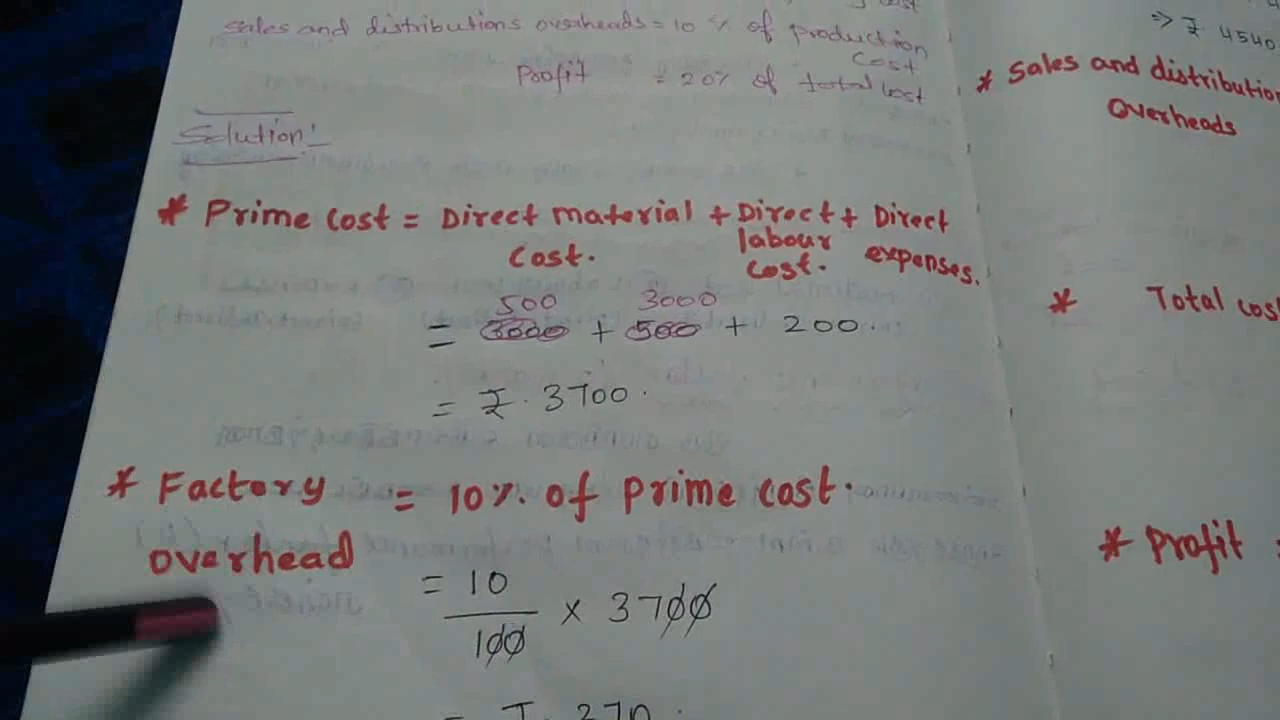 sales and distributions overheads = 10 % of production
cost
Profit = 20% of total cost
Solution:
* Prime cost = Direct material + Direct + Direct
cost. labour expenses.
cost.
500 3000
= 3000 + 500 + 200.
= ₹. 3700.
* Factory = 10% of prime cost.
overhead
= 10
100 × 3700
= ₹. 370.
=> ₹ 4540
* Sales and distribution
overheads
* Total cost
* Profit =